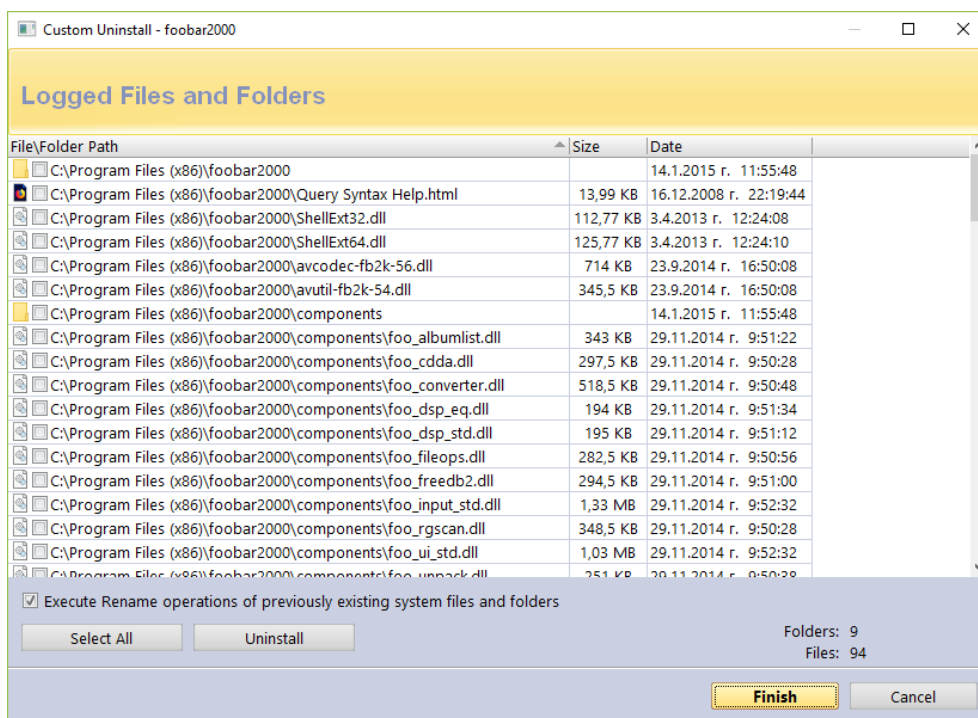 Custom Uninstall - foobar2000
Logged Files and Folders
File\Folder Path Size Date
C:\Program Files (x86)\foobar2000 14.1.2015 г. 11:55:48
C:\Program Files (x86)\foobar2000\Query Syntax Help.html 13,99 KB 16.12.2008 г. 22:19:44
C:\Program Files (x86)\foobar2000\ShellExt32.dll 112,77 KB 3.4.2013 г. 12:24:08
C:\Program Files (x86)\foobar2000\ShellExt64.dll 125,77 KB 3.4.2013 г. 12:24:10
C:\Program Files (x86)\foobar2000\avcodec-fb2k-56.dll 714 KB 23.9.2014 г. 16:50:08
C:\Program Files (x86)\foobar2000\avutil-fb2k-54.dll 345,5 KB 23.9.2014 г. 16:50:08
C:\Program Files (x86)\foobar2000\components 14.1.2015 г. 11:55:48
C:\Program Files (x86)\foobar2000\components\foo_albumlist.dll 343 KB 29.11.2014 г. 9:51:22
C:\Program Files (x86)\foobar2000\components\foo_cdda.dll 297,5 KB 29.11.2014 г. 9:50:28
C:\Program Files (x86)\foobar2000\components\foo_converter.dll 518,5 KB 29.11.2014 г. 9:50:48
C:\Program Files (x86)\foobar2000\components\foo_dsp_eq.dll 194 KB 29.11.2014 г. 9:51:34
C:\Program Files (x86)\foobar2000\components\foo_dsp_std.dll 195 KB 29.11.2014 г. 9:51:12
C:\Program Files (x86)\foobar2000\components\foo_fileops.dll 282,5 KB 29.11.2014 г. 9:50:56
C:\Program Files (x86)\foobar2000\components\foo_freedb2.dll 294,5 KB 29.11.2014 г. 9:51:00
C:\Program Files (x86)\foobar2000\components\foo_input_std.dll 1,33 MB 29.11.2014 г. 9:52:32
C:\Program Files (x86)\foobar2000\components\foo_rgscan.dll 348,5 KB 29.11.2014 г. 9:50:28
C:\Program Files (x86)\foobar2000\components\foo_ui_std.dll 1,03 MB 29.11.2014 г. 9:52:32
C:\Program Files (x86)\foobar2000\components\foo_unpack.dll 251 KB 29.11.2014 г. 9:50:38
Execute Rename operations of previously existing system files and folders
Select All Uninstall
Folders: 9
Files: 94
Finish Cancel